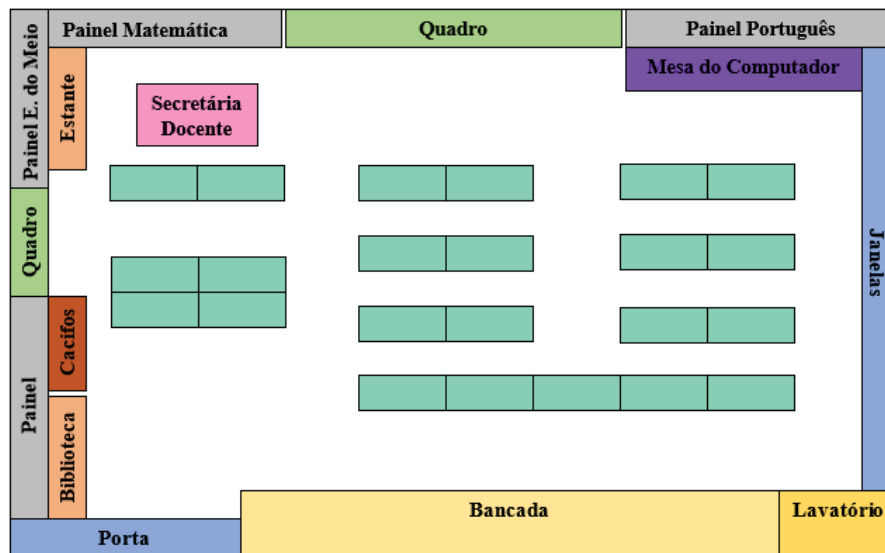 Painel Matemática
Quadro
Painel Português
Painel E. do Meio
Estante
Mesa do Computador
Secretária
Docente
Quadro
Janelas
Painel
Cacifos
Biblioteca
Bancada
Lavatório
Porta